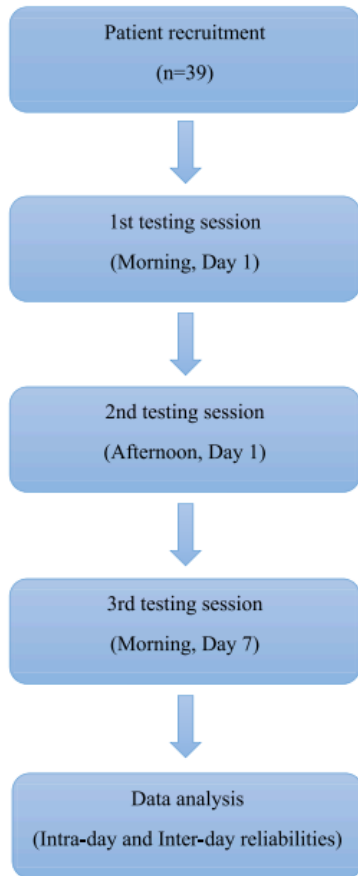 Patient recruitment
(n=39)
1st testing session
(Morning, Day 1)
2nd testing session
(Afternoon, Day 1)
3rd testing session
(Morning, Day 7)
Data analysis
(Intra-day and Inter-day reliabilities)